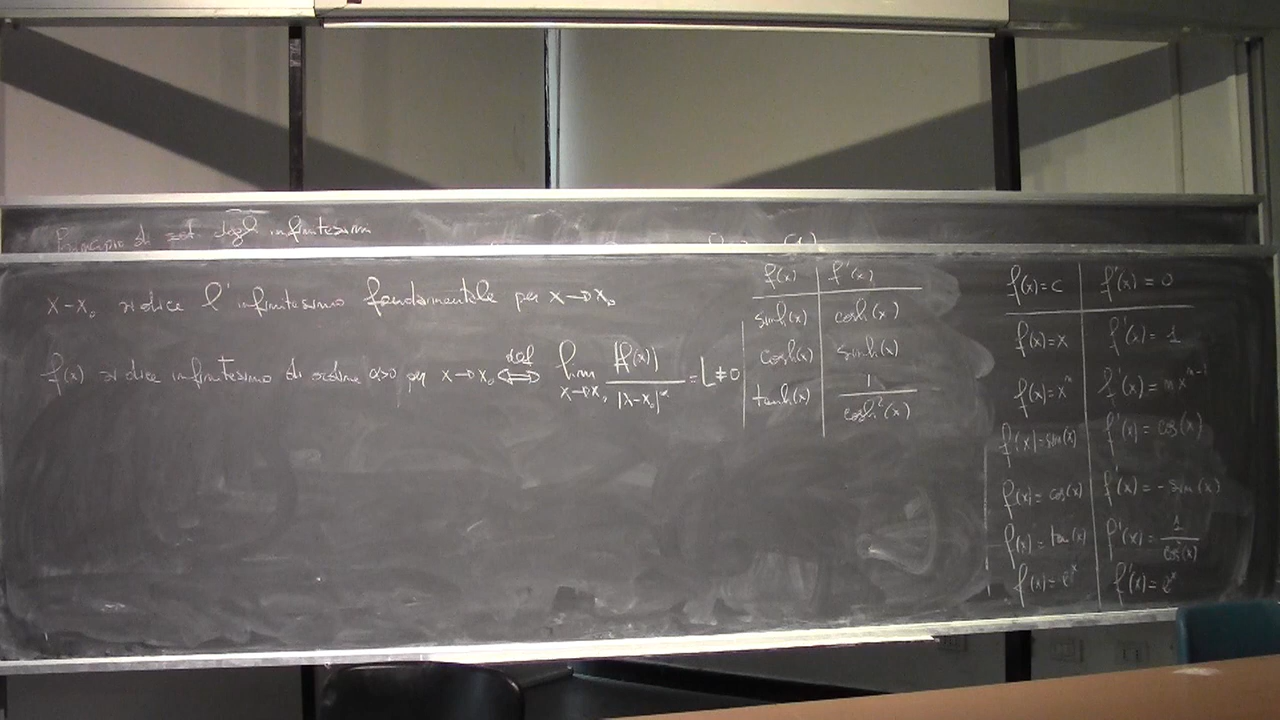 Principio di sost. degli infinitesimi
x-x₀ si dice l'infinitesimo fondamentale per x→x₀
f(x) si dice infinitesimo di ordine α>0 per x→x₀ ⇔ def lim x→x₀ |f(x)| / |x-x₀|^α = L≠0
f(x) | f'(x)
sinh(x) | cosh(x)
cosh(x) | sinh(x)
tanh(x) | 1 / cosh²(x)
f(x)=c | f'(x)=0
f(x)=x | f'(x)=1
f(x)=xⁿ | f'(x)=nxⁿ⁻¹
f(x)=sin(x) | f'(x)=cos(x)
f(x)=cos(x) | f'(x)=-sin(x)
f(x)=tan(x) | f'(x)=1 / cos²(x)
f(x)=eˣ | f'(x)=eˣ